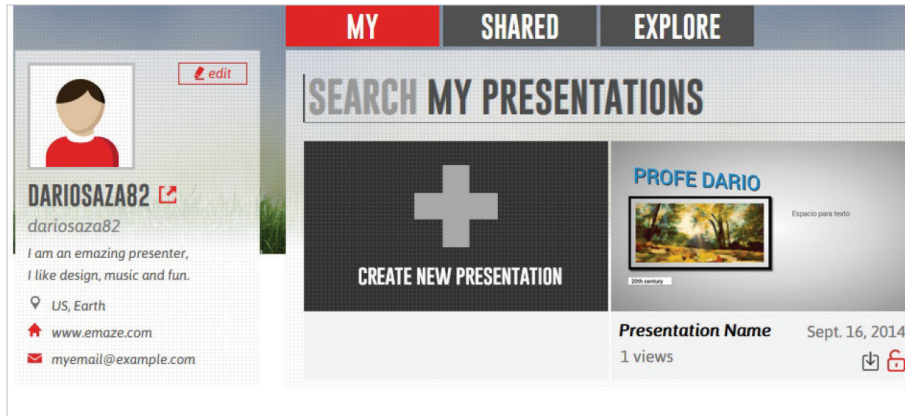 MY
SHARED
EXPLORE
edit
SEARCH MY PRESENTATIONS
DARIOSAZA82
dariosaza82
I am an emazing presenter,
I like design, music and fun.
US, Earth
www.emaze.com
myemail@example.com
CREATE NEW PRESENTATION
PROFE DARIO
Espacio para texto
20th century
Presentation Name
Sept. 16, 2014
1 views